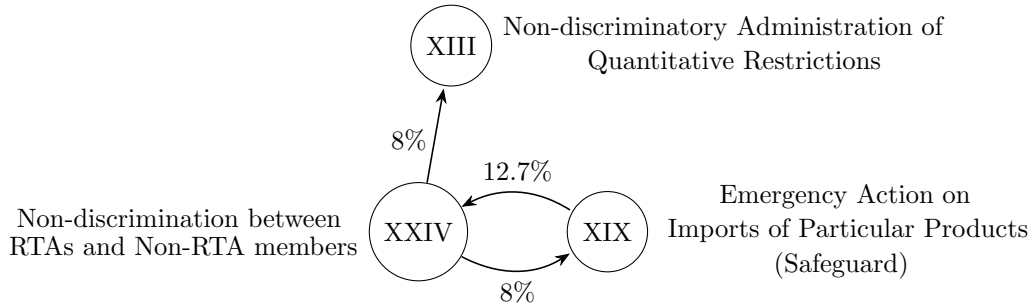 XIII
Non-discriminatory Administration of
Quantitative Restrictions
8%
12.7%
Non-discrimination between
RTAs and Non-RTA members
XXIV
XIX
Emergency Action on
Imports of Particular Products
(Safeguard)
8%